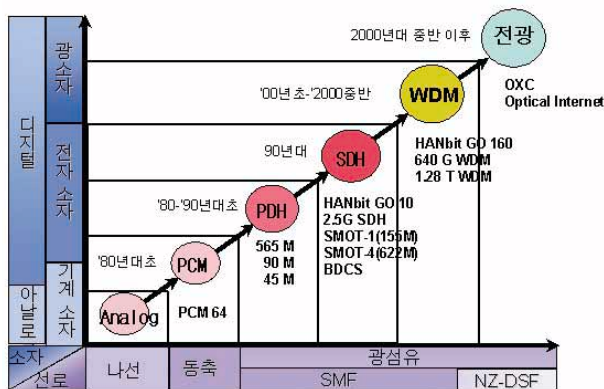 2000년대 중반 이후
전광
OXC
Optical Internet
'00년초-'2000중반
WDM
HANbit GO 160
640 G WDM
1.28 T WDM
90년대
SDH
HANbit GO 10
2.5G SDH
SMOT-1(155M)
SMOT-4(622M)
BDCS
'80-'90년대초
PDH
565 M
90 M
45 M
'80년대초
PCM
PCM 64
Analog
디지털
아날로
광소자
전자소자
기계소자
소자
선로
나선
동축
광섬유
SMF
NZ-DSF